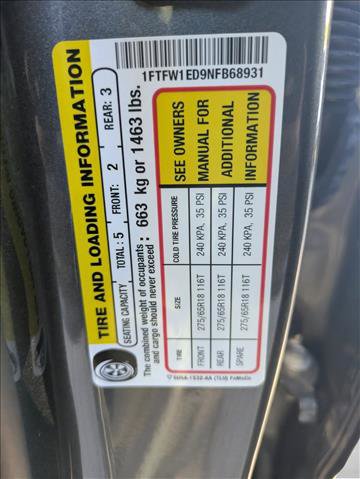 1FTFW1ED9NFB68931
TIRE AND LOADING INFORMATION
SEATING CAPACITY TOTAL: 5 FRONT: 2 REAR: 3
The combined weight of occupants : 663 kg or 1463 lbs.
and cargo should never exceed :
TIRE SIZE COLD TIRE PRESSURE
FRONT 275/65R18 116T 240 KPA, 35 PSI
REAR 275/65R18 116T 240 KPA, 35 PSI
SPARE 275/65R18 116T 240 KPA, 35 PSI
SEE OWNERS
MANUAL FOR
ADDITIONAL
INFORMATION